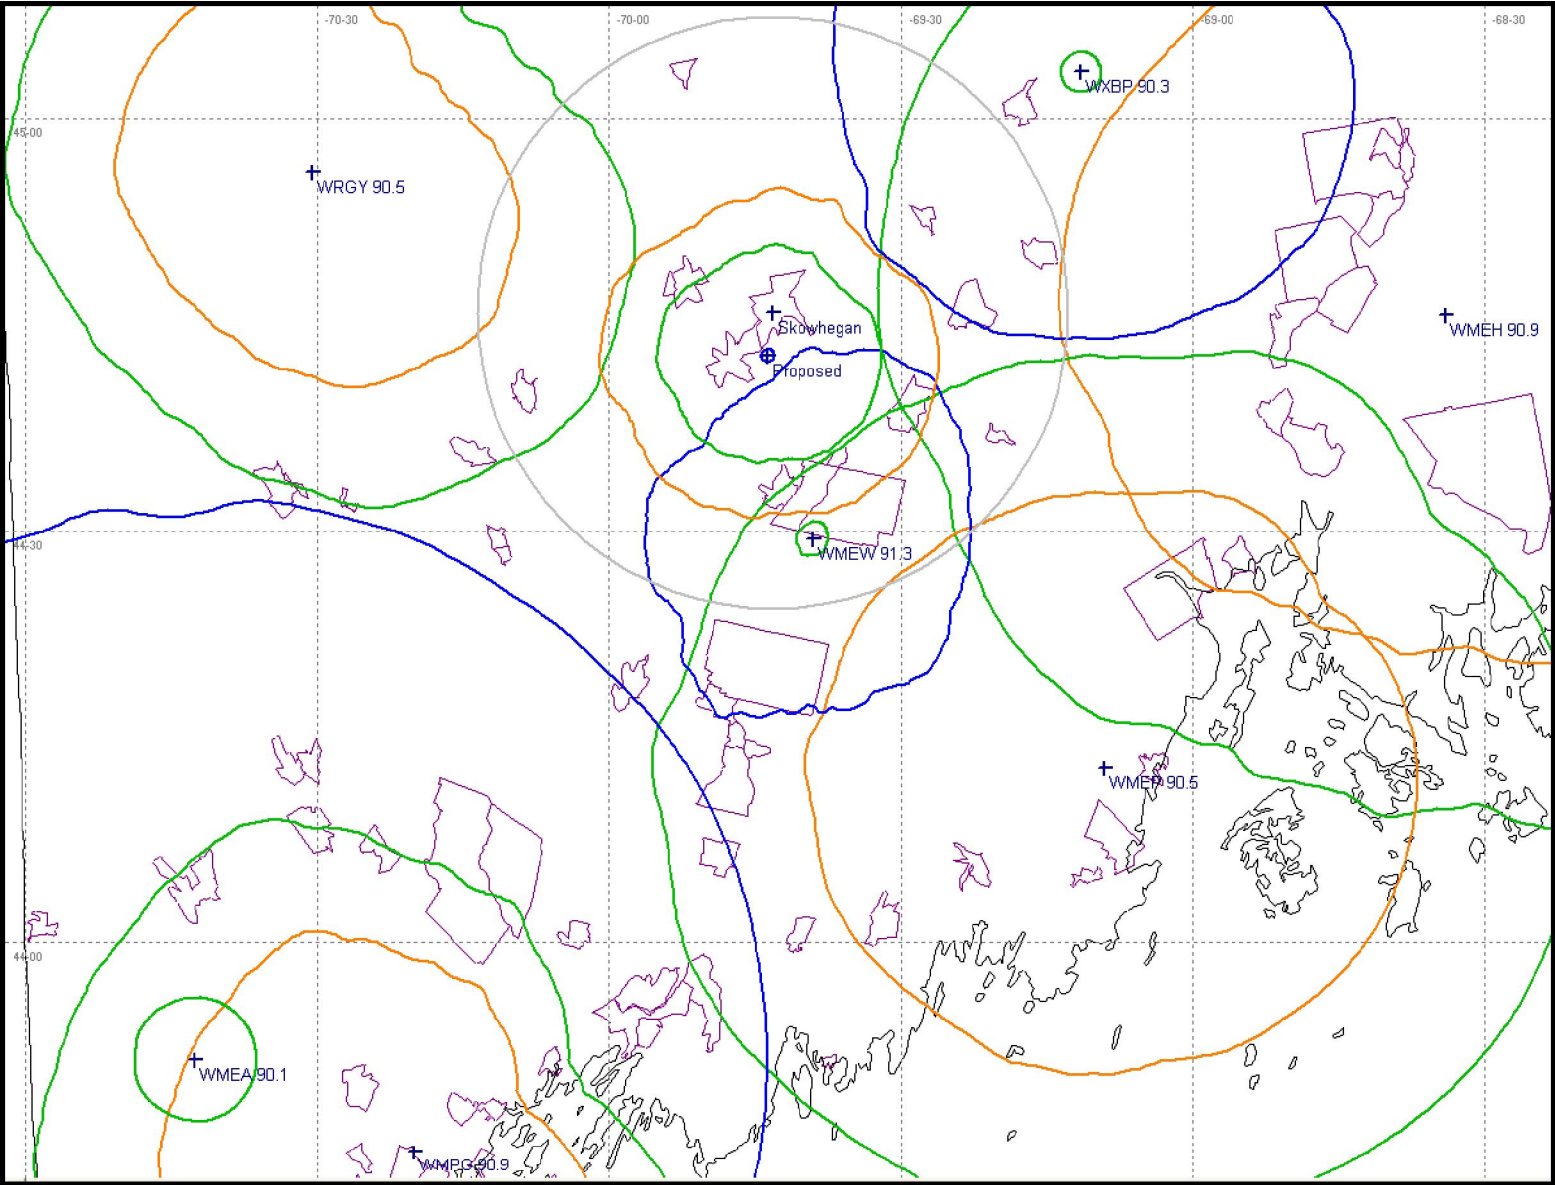 -70-30
-70-00
-69-30
-69-00
-68-30
WXBP 90.3
45-00
WRGY 90.5
Skowhegan
WMEH 90.9
Proposed
44-30
WMEW 91.3
WMEP 90.5
44-00
WMEA 90.1
WMPG 90.9